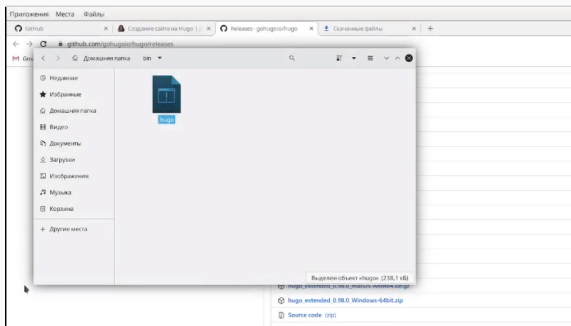 Приложения Места Файлы
GitHub
Создание сайта на Hugo
Releases · gohugoio/hugo
Скачанные файлы
github.com/gohugoio/hugo/releases
Домашняя папка bin
Недавние
Избранные
Домашняя папка
Видео
Документы
Загрузки
Изображения
Музыка
Корзина
Другие места
hugo
Выделен объект «hugo» (238,1 кБ)
hugo_extended_0.98.0_Windows-64bit.zip
Source code (zip)